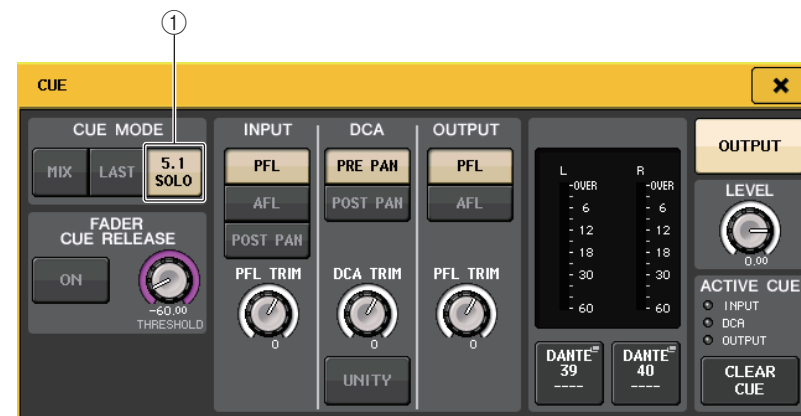 1
CUE
CUE MODE
MIX
LAST
5.1
SOLO
FADER
CUE RELEASE
ON
-60.00
THRESHOLD
INPUT
PFL
AFL
POST PAN
PFL TRIM
0
DCA
PRE PAN
POST PAN
DCA TRIM
0
UNITY
OUTPUT
PFL
AFL
PFL TRIM
0
L R
-OVER -OVER
- 6 - 6
- 12 - 12
- 18 - 18
- 30 - 30
- 60 - 60
DANTE
39
----
DANTE
40
----
OUTPUT
LEVEL
0.00
ACTIVE CUE
INPUT
DCA
OUTPUT
CLEAR
CUE